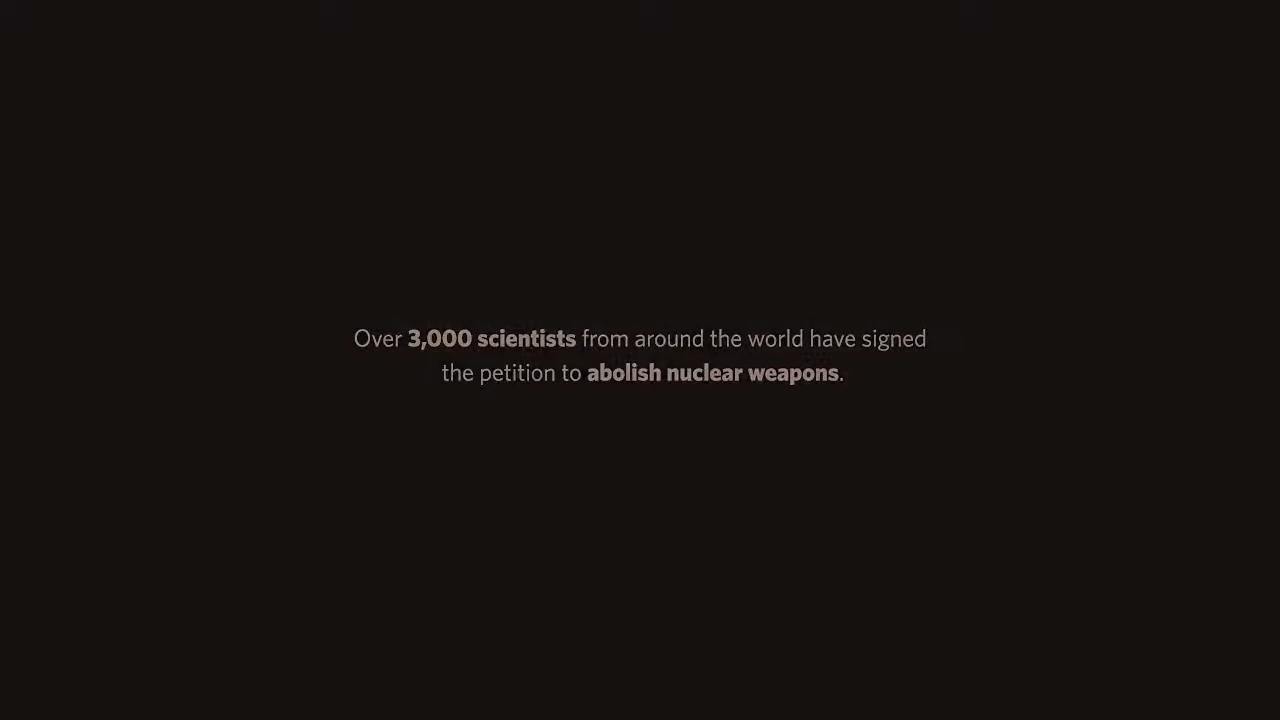 Over 3,000 scientists from around the world have signed
the petition to abolish nuclear weapons.